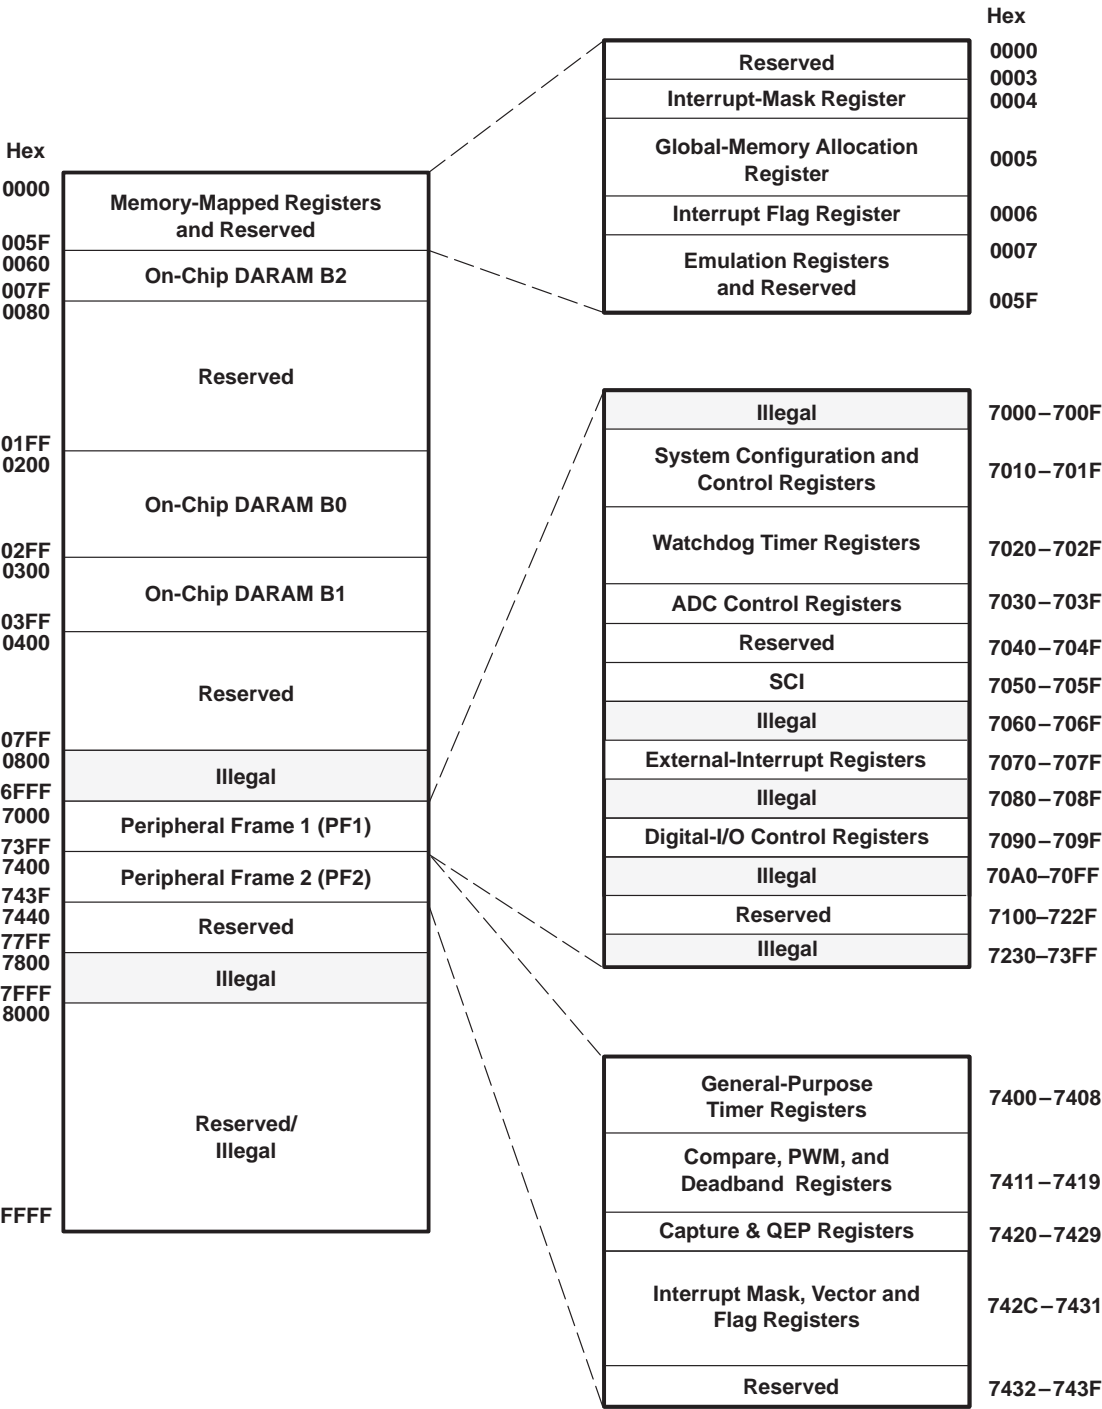 Hex
0000
Memory-Mapped Registers
and Reserved
005F
0060
On-Chip DARAM B2
007F
0080
Reserved
01FF
0200
On-Chip DARAM B0
02FF
0300
On-Chip DARAM B1
03FF
0400
Reserved
07FF
0800
Illegal
6FFF
7000
Peripheral Frame 1 (PF1)
73FF
7400
Peripheral Frame 2 (PF2)
743F
7440
Reserved
77FF
7800
Illegal
7FFF
8000
Reserved/
Illegal
FFFF
Hex
Reserved 0000
0003
Interrupt-Mask Register 0004
Global-Memory Allocation
Register 0005
Interrupt Flag Register 0006
0007
Emulation Registers
and Reserved
005F
Illegal 7000–700F
System Configuration and
Control Registers 7010–701F
Watchdog Timer Registers 7020–702F
ADC Control Registers 7030–703F
Reserved 7040–704F
SCI 7050–705F
Illegal 7060–706F
External-Interrupt Registers 7070–707F
Illegal 7080–708F
Digital-I/O Control Registers 7090–709F
Illegal 70A0–70FF
Reserved 7100–722F
Illegal 7230–73FF
General-Purpose
Timer Registers 7400–7408
Compare, PWM, and
Deadband Registers 7411–7419
Capture & QEP Registers 7420–7429
Interrupt Mask, Vector and
Flag Registers 742C–7431
Reserved 7432–743F